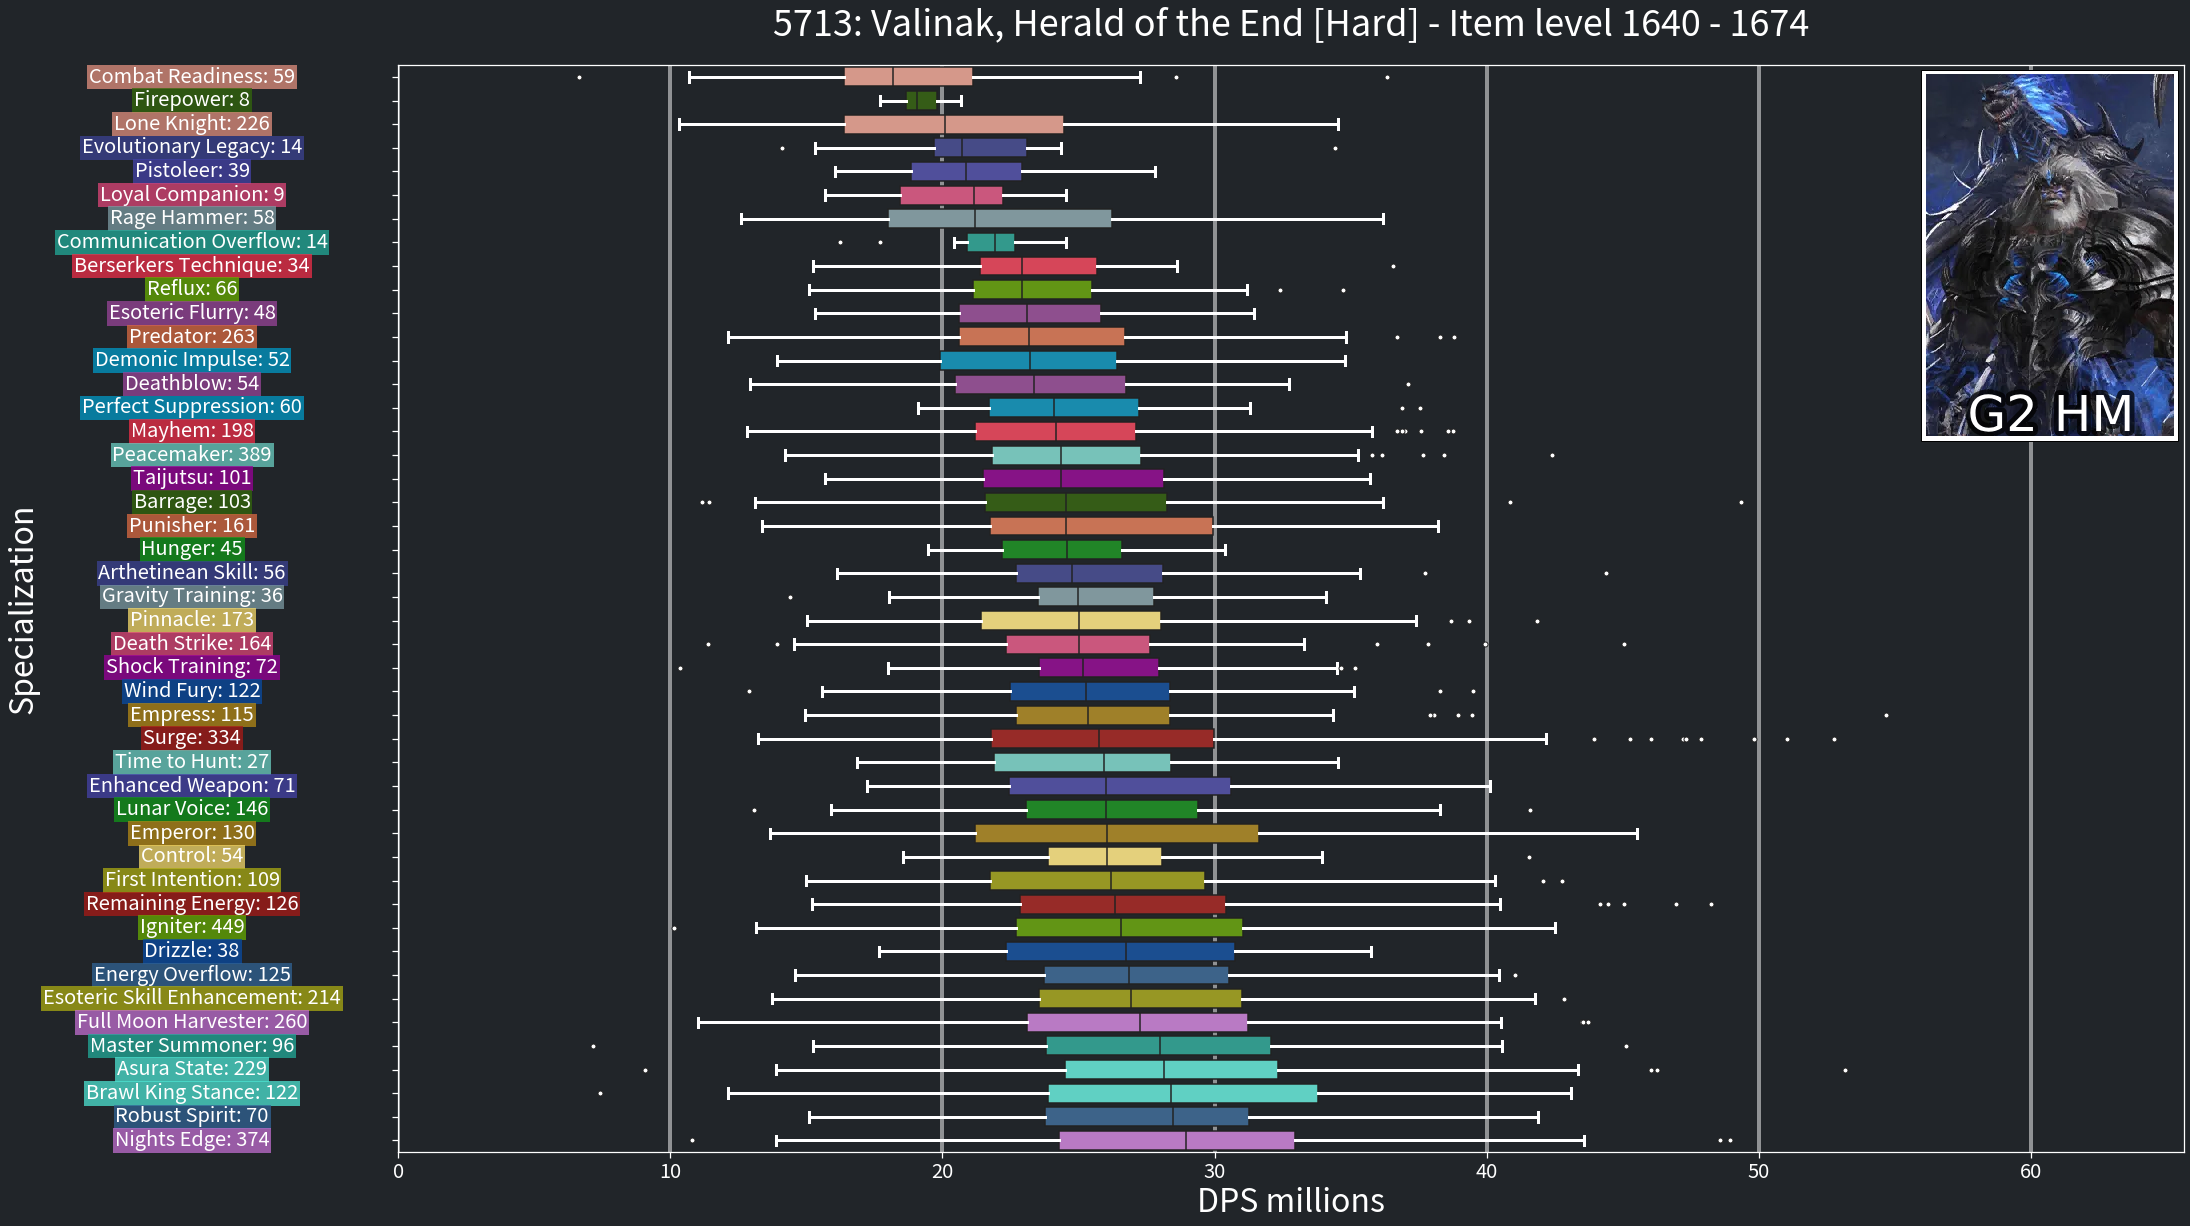 5713: Valinak, Herald of the End [Hard] - Item level 1640 - 1674
Combat Readiness: 59
Firepower: 8
Lone Knight: 226
Evolutionary Legacy: 14
Pistoleer: 39
Loyal Companion: 9
Rage Hammer: 58
Communication Overflow: 14
Berserkers Technique: 34
Reflux: 66
Esoteric Flurry: 48
Predator: 263
Demonic Impulse: 52
Deathblow: 54
Perfect Suppression: 60
Mayhem: 198
Peacemaker: 389
Taijutsu: 101
Barrage: 103
Punisher: 161
Hunger: 45
Arthetinean Skill: 56
Gravity Training: 36
Pinnacle: 173
Death Strike: 164
Shock Training: 72
Wind Fury: 122
Empress: 115
Surge: 334
Time to Hunt: 27
Enhanced Weapon: 71
Lunar Voice: 146
Emperor: 130
Control: 54
First Intention: 109
Remaining Energy: 126
Igniter: 449
Drizzle: 38
Energy Overflow: 125
Esoteric Skill Enhancement: 214
Full Moon Harvester: 260
Master Summoner: 96
Asura State: 229
Brawl King Stance: 122
Robust Spirit: 70
Nights Edge: 374
Specialization
G2 HM
0 10 20 30 40 50 60
DPS millions